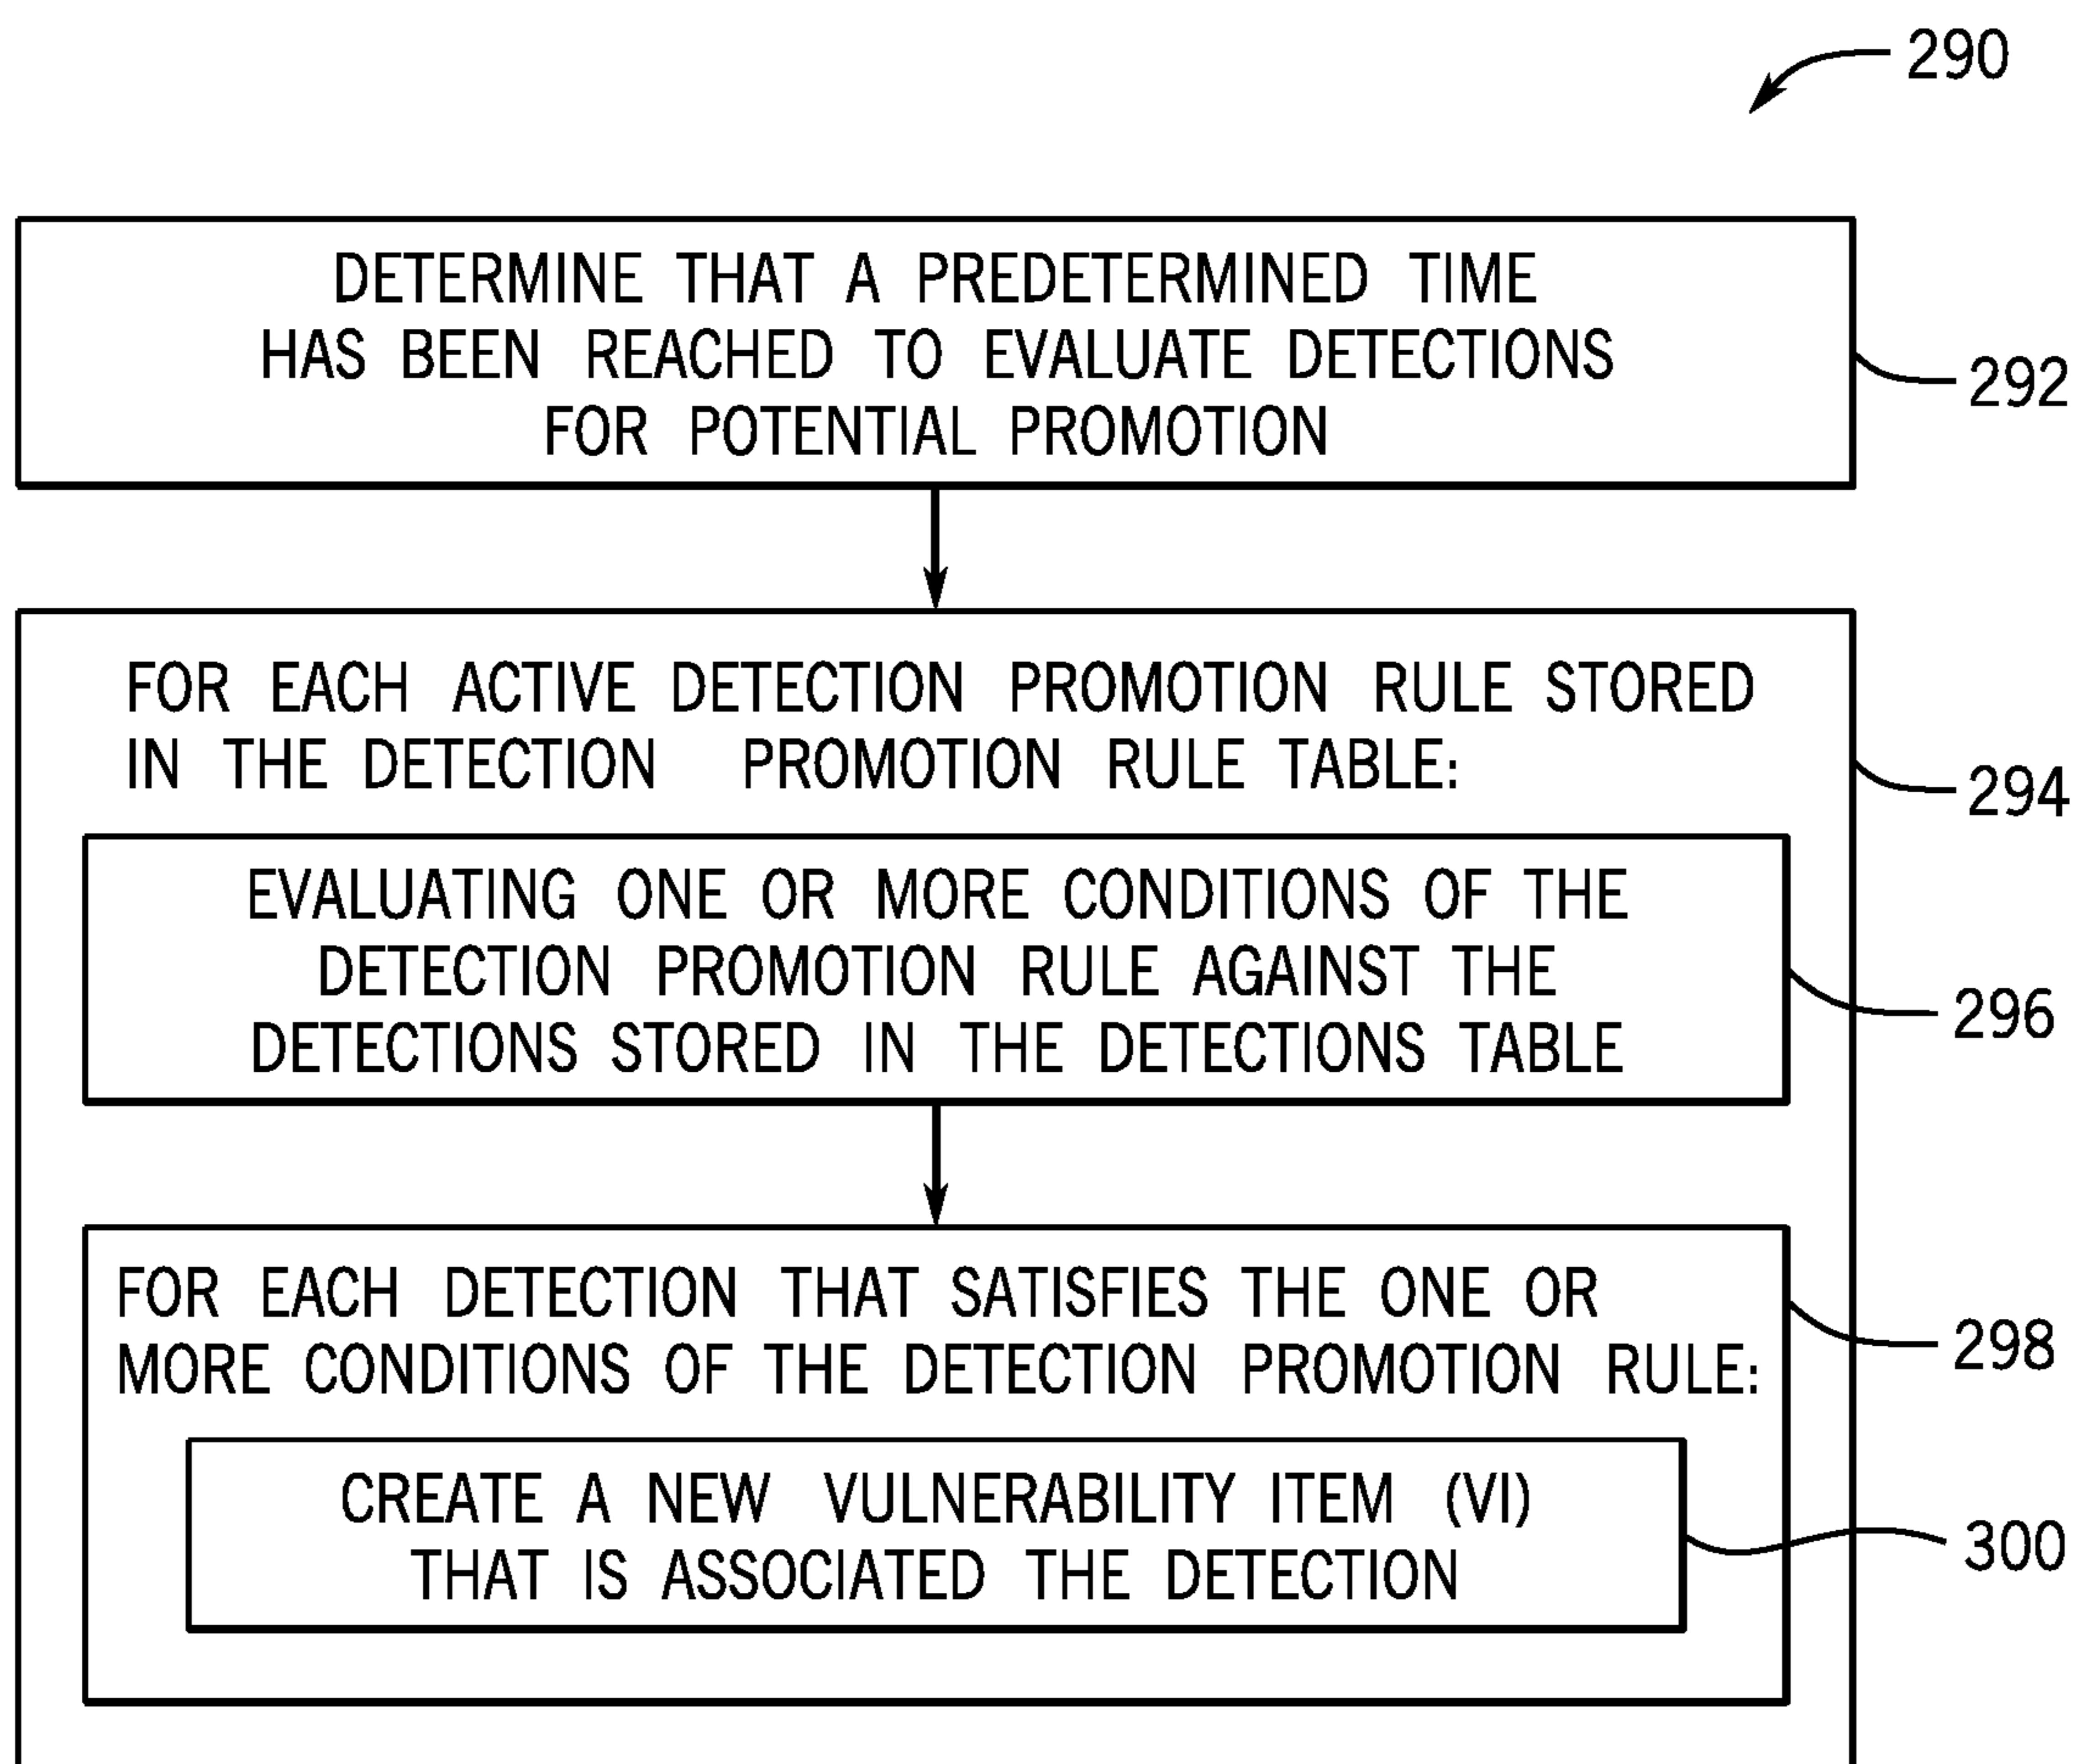 290
DETERMINE THAT A PREDETERMINED TIME
HAS BEEN REACHED TO EVALUATE DETECTIONS
FOR POTENTIAL PROMOTION
292
FOR EACH ACTIVE DETECTION PROMOTION RULE STORED
IN THE DETECTION PROMOTION RULE TABLE:
294
EVALUATING ONE OR MORE CONDITIONS OF THE
DETECTION PROMOTION RULE AGAINST THE
DETECTIONS STORED IN THE DETECTIONS TABLE
296
FOR EACH DETECTION THAT SATISFIES THE ONE OR
MORE CONDITIONS OF THE DETECTION PROMOTION RULE:
298
CREATE A NEW VULNERABILITY ITEM (VI)
THAT IS ASSOCIATED THE DETECTION
300